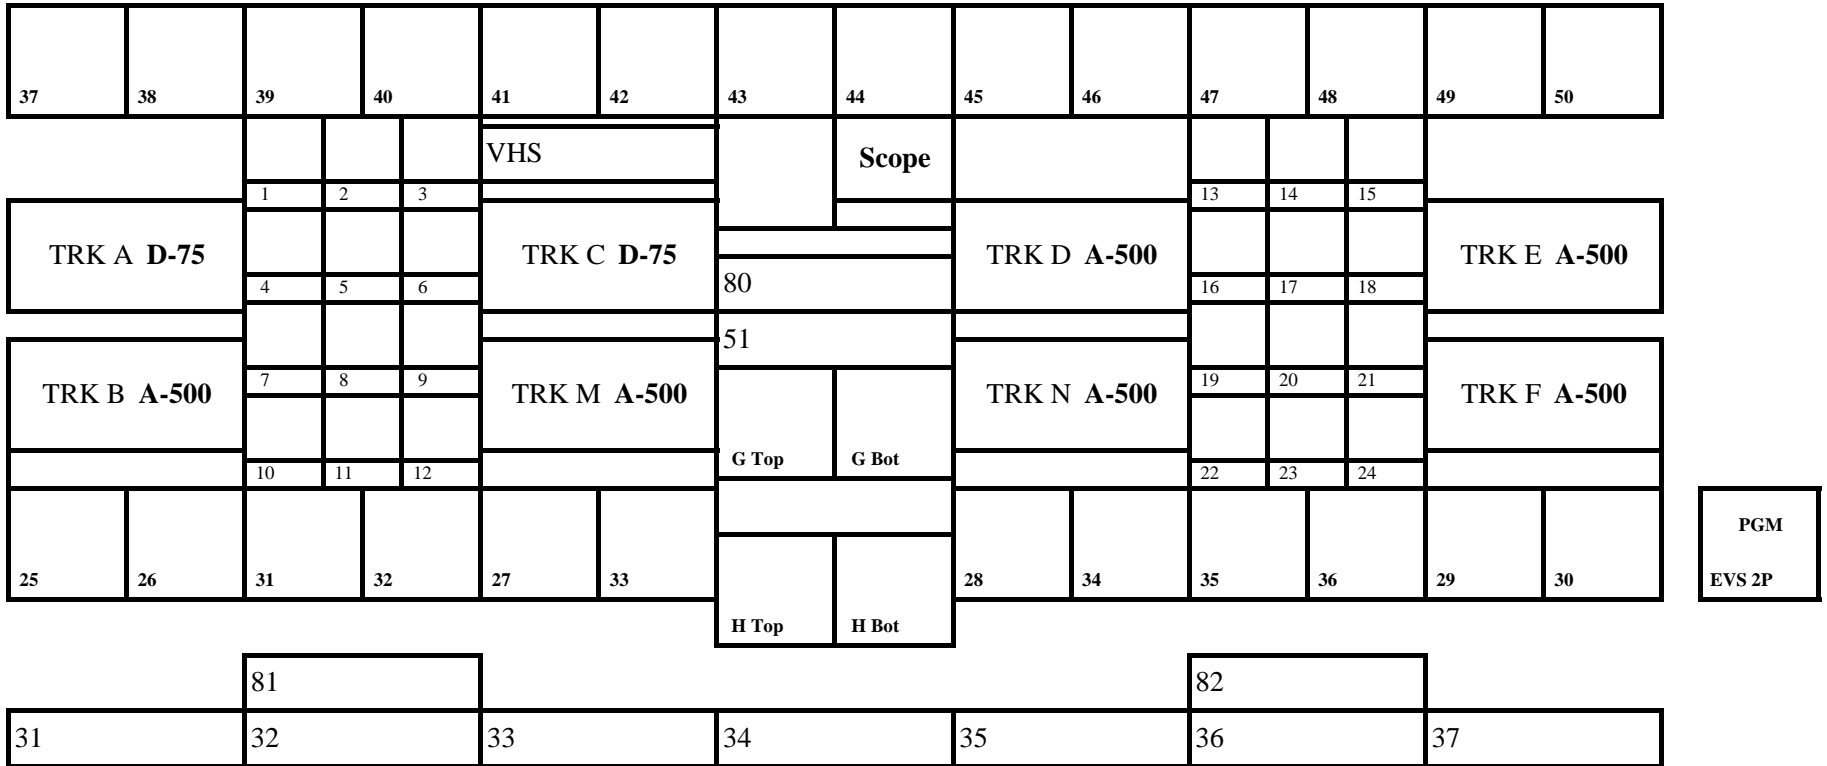 37 38 39 40 41 42 43 44 45 46 47 48 49 50
VHS Scope
1 2 3 13 14 15
TRK A D-75 TRK C D-75 TRK D A-500 TRK E A-500
4 5 6 80 16 17 18
51
7 8 9 19 20 21
TRK B A-500 TRK M A-500 TRK N A-500 TRK F A-500
G Top G Bot
10 11 12 22 23 24
PGM
25 26 31 32 27 33 28 34 35 36 29 30 EVS 2P
H Top H Bot
81 82
31 32 33 34 35 36 37